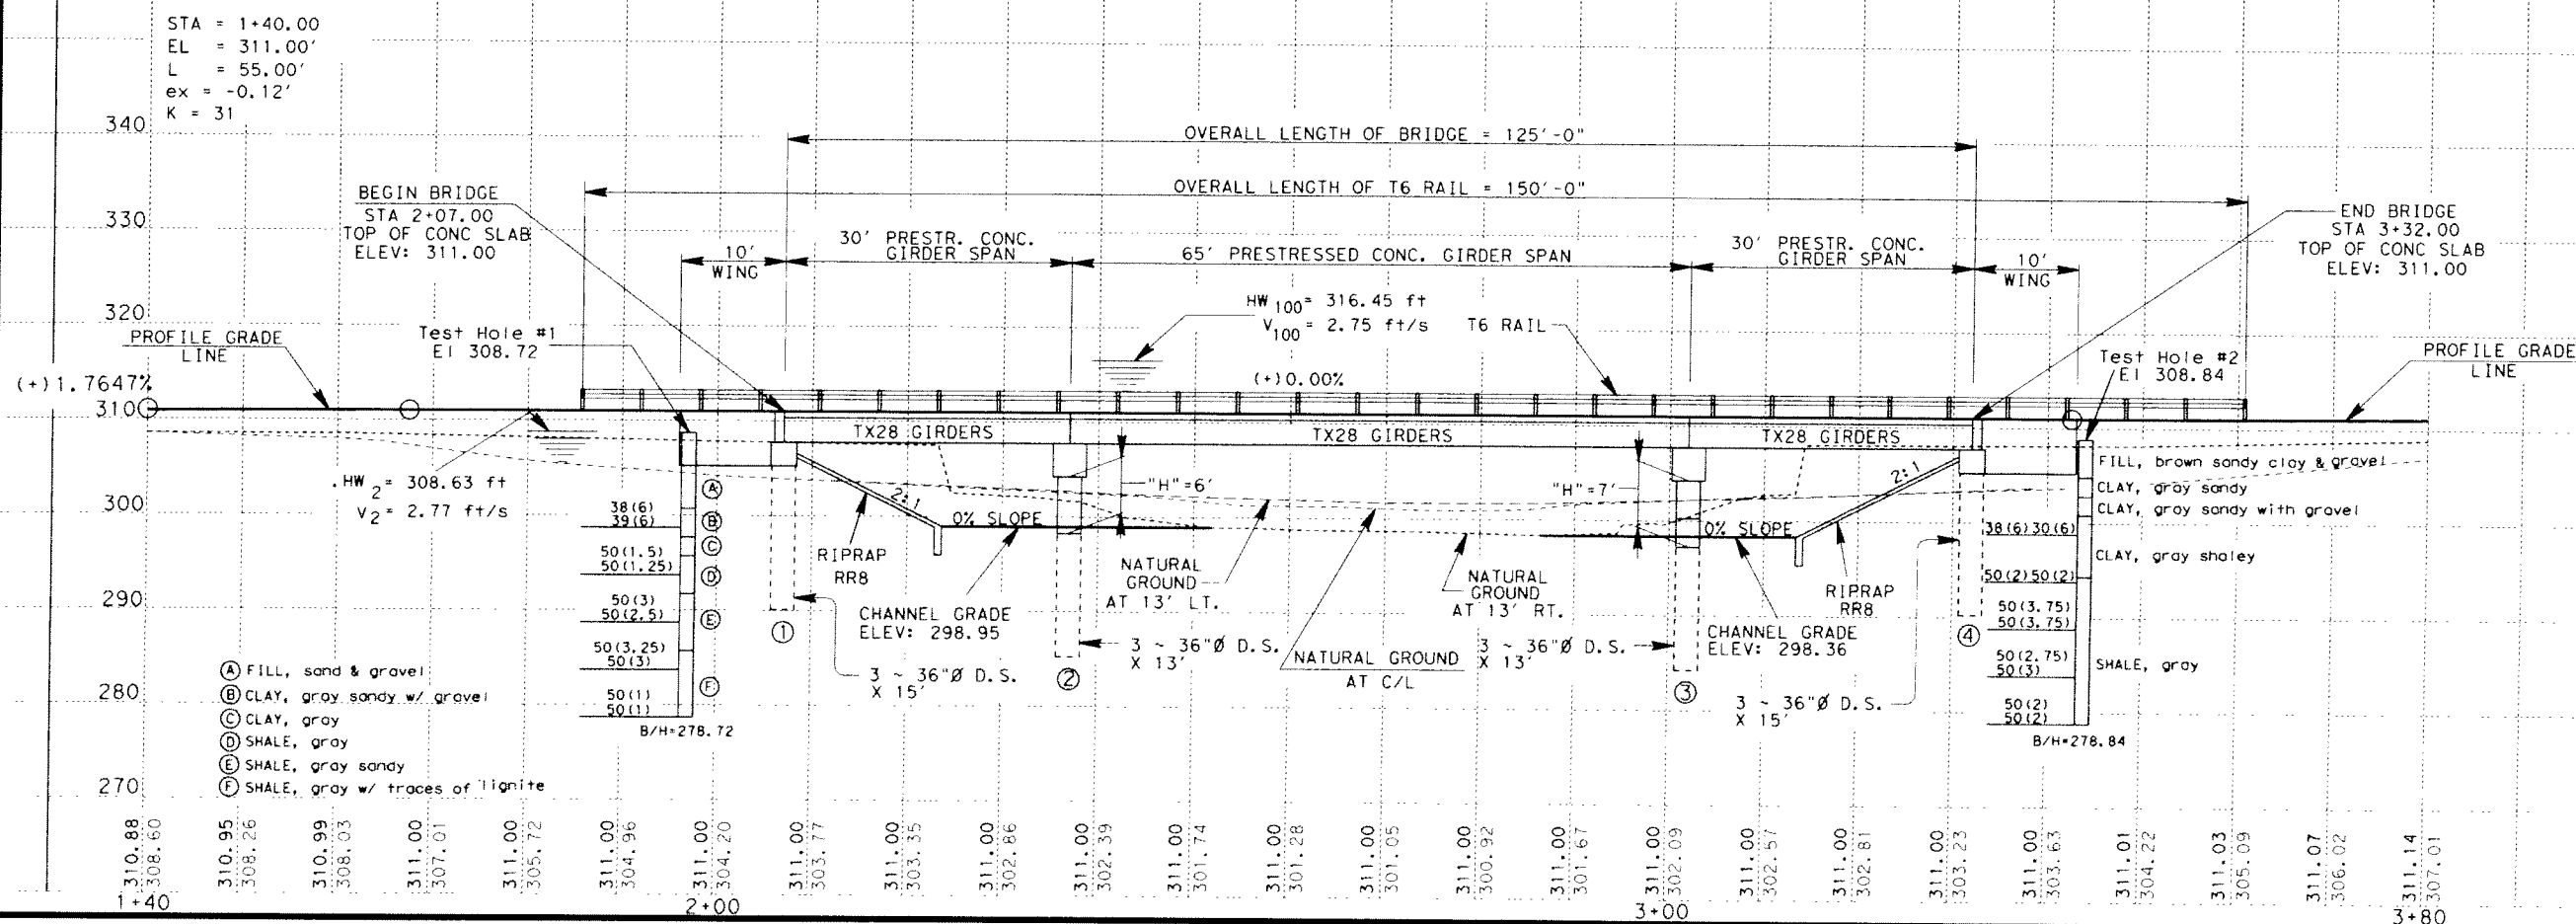 STA = 1+40.00
EL = 311.00'
L = 55.00'
ex = -0.12'
K = 31
340
330
320
310
300
290
280
270
OVERALL LENGTH OF BRIDGE = 125'-0"
OVERALL LENGTH OF T6 RAIL = 150'-0"
BEGIN BRIDGE
STA 2+07.00
TOP OF CONC SLAB
ELEV: 311.00
10'
WING
30' PRESTR. CONC.
GIRDER SPAN
65' PRESTRESSED CONC. GIRDER SPAN
30' PRESTR. CONC.
GIRDER SPAN
10'
WING
END BRIDGE
STA 3+32.00
TOP OF CONC SLAB
ELEV: 311.00
HW100= 316.45 ft
V100= 2.75 ft/s
T6 RAIL
PROFILE GRADE
LINE
Test Hole #1
El 308.72
Test Hole #2
El 308.84
PROFILE GRADE
LINE
(+)1.7647%
(+)0.00%
TX28 GIRDERS
TX28 GIRDERS
TX28 GIRDERS
HW2= 308.63 ft
V2= 2.77 ft/s
"H"=6'
"H"=7'
2:1
2:1
0% SLOPE
0% SLOPE
RIPRAP
RR8
RIPRAP
RR8
CHANNEL GRADE
ELEV: 298.95
CHANNEL GRADE
ELEV: 298.36
NATURAL
GROUND
AT 13' LT.
NATURAL
GROUND
AT 13' RT.
NATURAL GROUND
AT C/L
3 ~ 36"Ø D.S.
X 15'
3 ~ 36"Ø D.S.
X 13'
3 ~ 36"Ø D.S.
X 13'
3 ~ 36"Ø D.S.
X 15'
1
2
3
4
38(6)
39(6)
50(1.5)
50(1.25)
50(3)
50(2.5)
50(3.25)
50(3)
50(1)
50(1)
B/H=278.72
A
B
C
D
E
F
A FILL, sand & gravel
B CLAY, gray sandy w/ gravel
C CLAY, gray
D SHALE, gray
E SHALE, gray sandy
F SHALE, gray w/ traces of lignite
FILL, brown sandy clay & gravel
CLAY, gray sandy
CLAY, gray sandy with gravel
38(6)30(6)
CLAY, gray shaley
50(2)50(2)
50(3.75)
50(3.75)
50(2.75)
50(3)
SHALE, gray
50(2)
50(2)
B/H=278.84
310.88
308.60
310.95
308.26
310.99
308.03
311.00
307.01
311.00
305.72
311.00
304.96
311.00
304.20
311.00
303.77
311.00
303.35
311.00
302.86
311.00
302.39
311.00
301.74
311.00
301.28
311.00
301.05
311.00
300.92
311.00
301.67
311.00
302.09
311.00
302.57
311.00
302.81
311.00
303.23
311.00
303.63
311.01
304.22
311.03
305.09
311.07
306.02
311.14
307.01
1+40
2+00
3+00
3+80